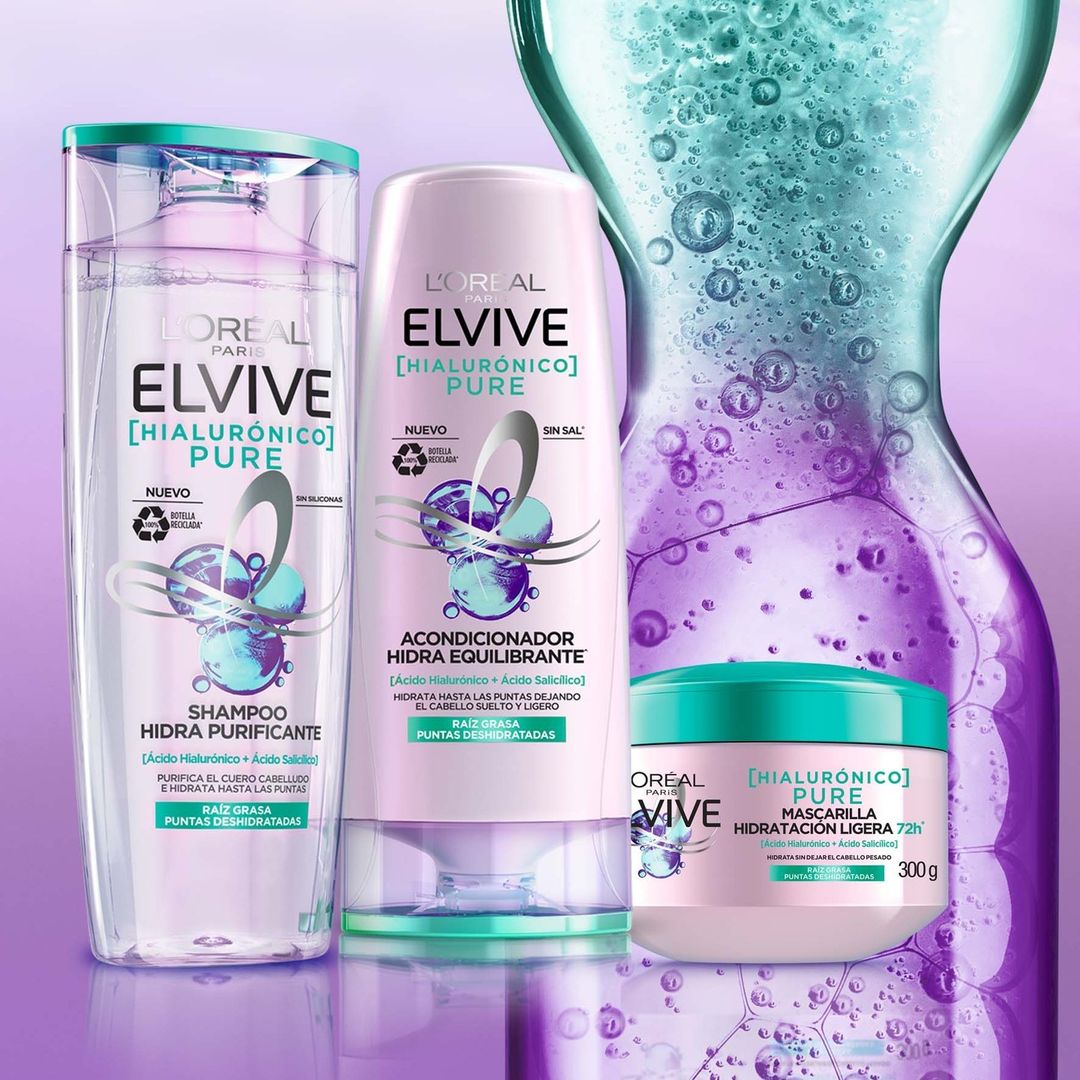 L'ORÉAL
PARIS
ELVIVE
[HIALURÓNICO]
PURE
NUEVO
SIN SILICONAS
100%
BOTELLA
RECICLADA*
SHAMPOO
HIDRA PURIFICANTE
[Ácido Hialurónico + Ácido Salicílico]
PURIFICA EL CUERO CABELLUDO
E HIDRATA HASTA LAS PUNTAS
RAÍZ GRASA
PUNTAS DESHIDRATADAS
L'ORÉAL
PARIS
ELVIVE
[HIALURÓNICO]
PURE
NUEVO
SIN SAL*
100%
BOTELLA
RECICLADA*
ACONDICIONADOR
HIDRA EQUILIBRANTE*
[Ácido Hialurónico + Ácido Salicílico]
HIDRATA HASTA LAS PUNTAS DEJANDO
EL CABELLO SUELTO Y LIGERO
RAÍZ GRASA
PUNTAS DESHIDRATADAS
ORÉAL
PARIS
LVIVE
[HIALURÓNICO]
PURE
MASCARILLA
HIDRATACIÓN LIGERA 72h*
[Ácido Hialurónico + Ácido Salicílico]
HIDRATA SIN DEJAR EL CABELLO PESADO
RAÍZ GRASA
PUNTAS DESHIDRATADAS
300 g